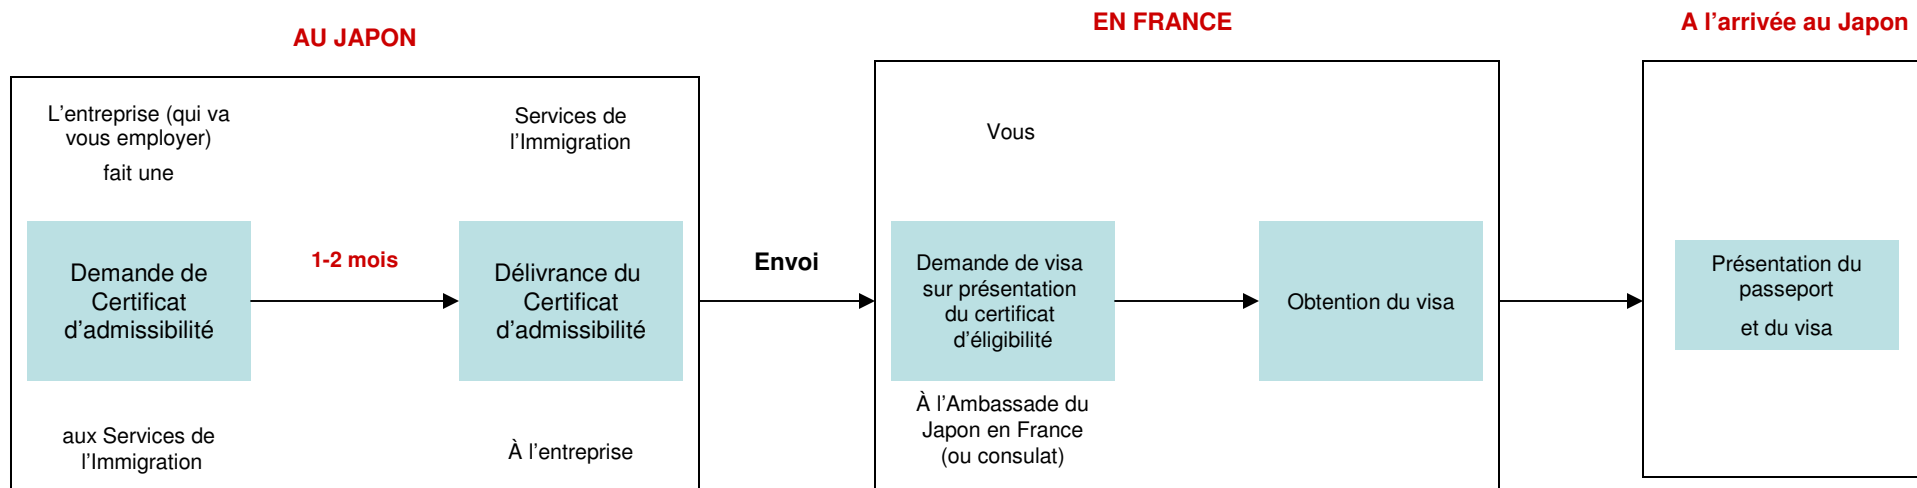 AU JAPON
L'entreprise (qui va
vous employer)
fait une
Demande de
Certificat
d'admissibilité
aux Services de
l'Immigration
1-2 mois
Services de
l'Immigration
Délivrance du
Certificat
d'admissibilité
À l'entreprise
Envoi
EN FRANCE
Vous
Demande de visa
sur présentation
du certificat
d'éligibilité
À l'Ambassade du
Japon en France
(ou consulat)
Obtention du visa
A l'arrivée au Japon
Présentation du
passeport
et du visa